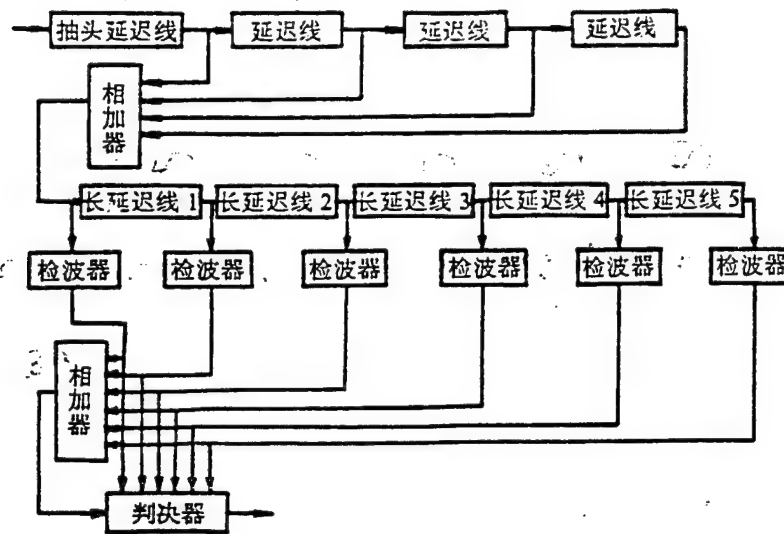 抽头延迟线 延迟线 延迟线 延迟线
相加器
长延迟线 1 长延迟线 2 长延迟线 3 长延迟线 4 长延迟线 5
检波器 检波器 检波器 检波器 检波器 检波器
相加器
判决器